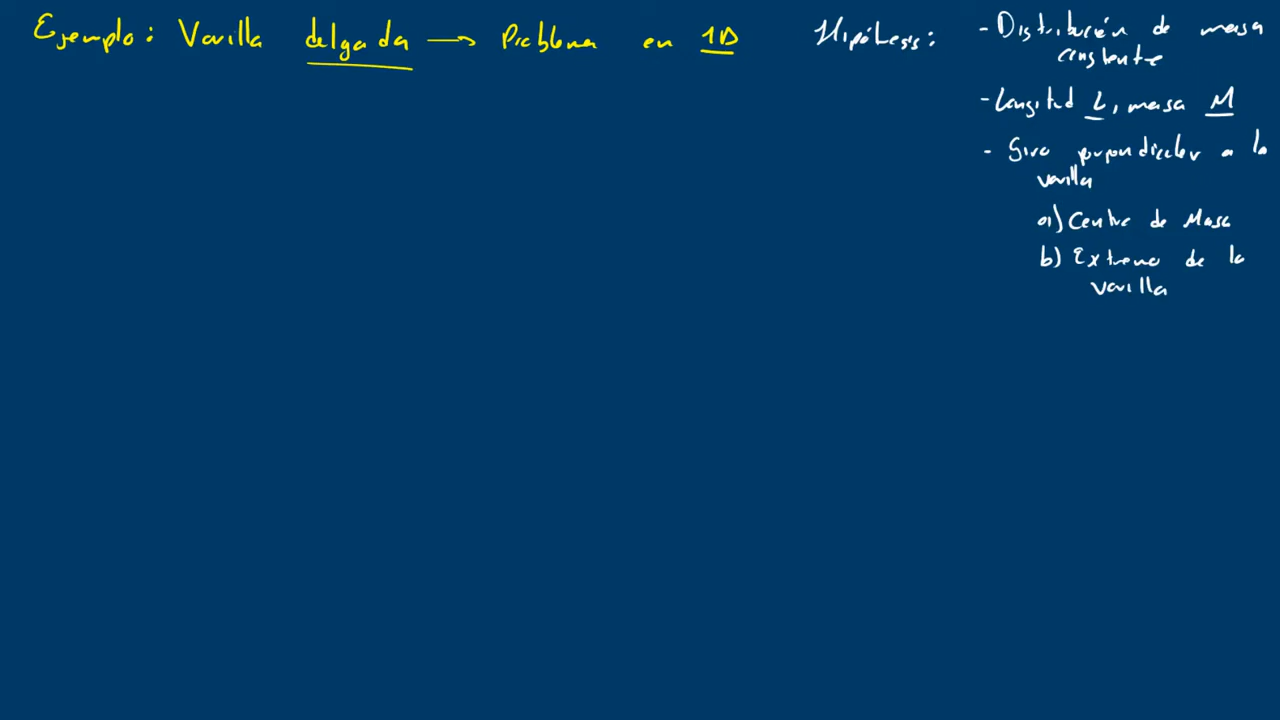 Ejemplo: Varilla delgada → Problema en 1D
Hipótesis:
- Distribución de masa
constante
- Longitud L, masa M
- Giro perpendicular a la
varilla
a) Centro de Masa
b) Extremo de la
varilla